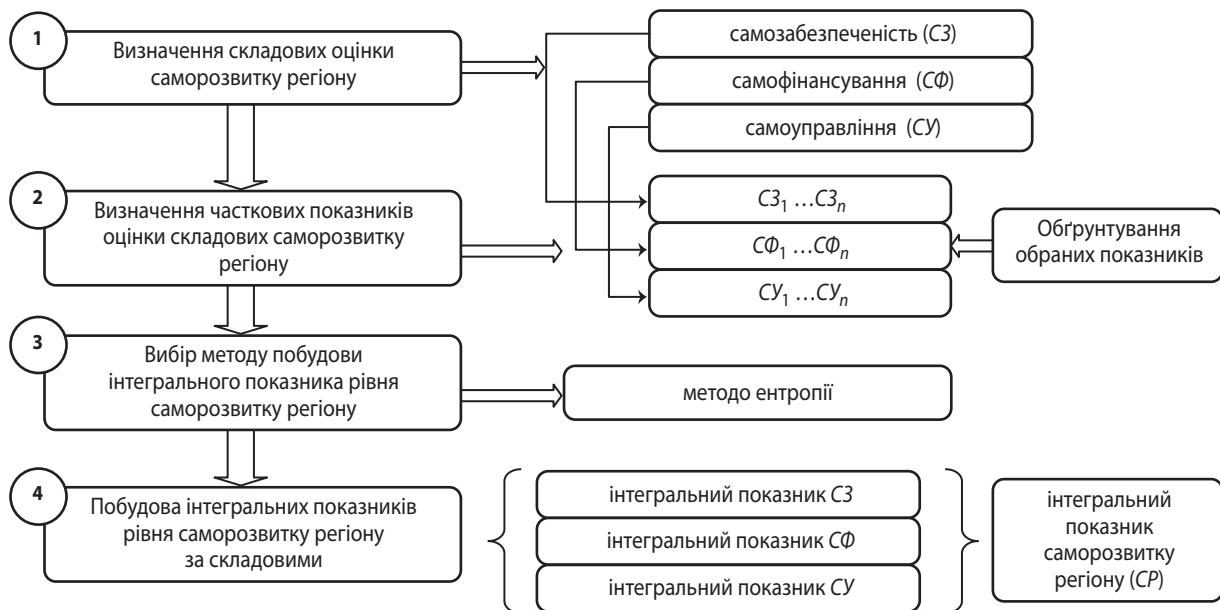 1
Визначення складових оцінки
саморозвитку регіону
самозабезпеченість (СЗ)
самофінансування (СФ)
самоуправління (СУ)
2
Визначення часткових показників
оцінки складових саморозвитку
регіону
СЗ₁ …СЗₙ
СФ₁ …СФₙ
СУ₁ …СУₙ
Обґрунтування
обраних показників
3
Вибір методу побудови
інтегрального показника рівня
саморозвитку регіону
методо ентропії
4
Побудова інтегральних показників
рівня саморозвитку регіону
за складовими
інтегральний показник СЗ
інтегральний показник СФ
інтегральний показник СУ
інтегральний
показник
саморозвитку
регіону (СР)